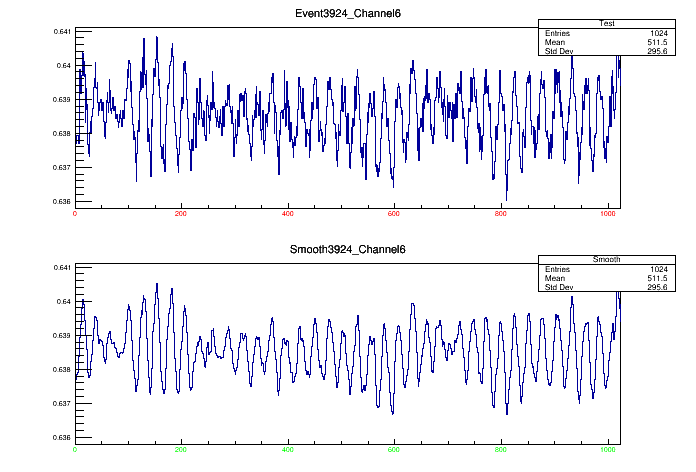 Event3924_Channel6
Test
Entries 1024
Mean 511.5
Std Dev 295.6
0.641
0.64
0.639
0.638
0.637
0.636
0 200 400 600 800 1000
Smooth3924_Channel6
Smooth
Entries 1024
Mean 511.5
Std Dev 295.6
0.641
0.64
0.639
0.638
0.637
0.636
0 200 400 600 800 1000